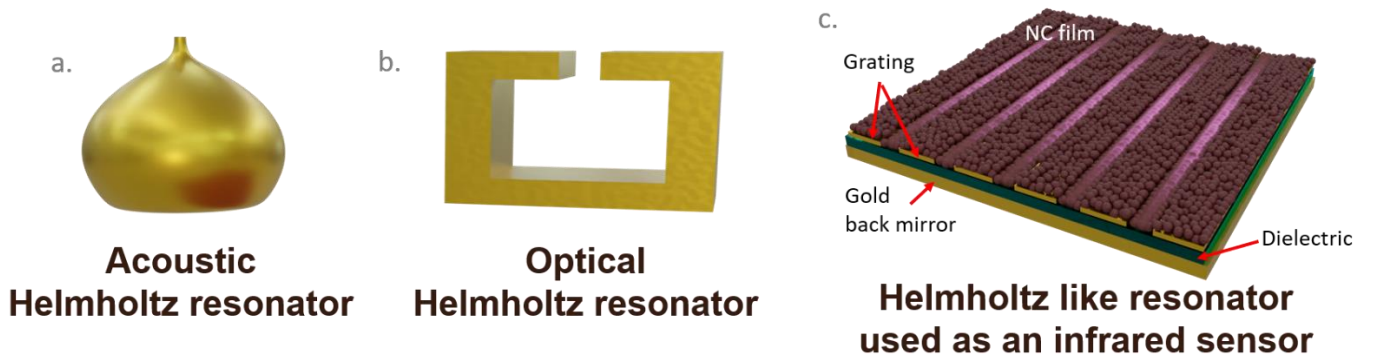 a.
Acoustic
Helmholtz resonator
b.
Optical
Helmholtz resonator
c.
NC film
Grating
Gold
back mirror
Dielectric
Helmholtz like resonator
used as an infrared sensor